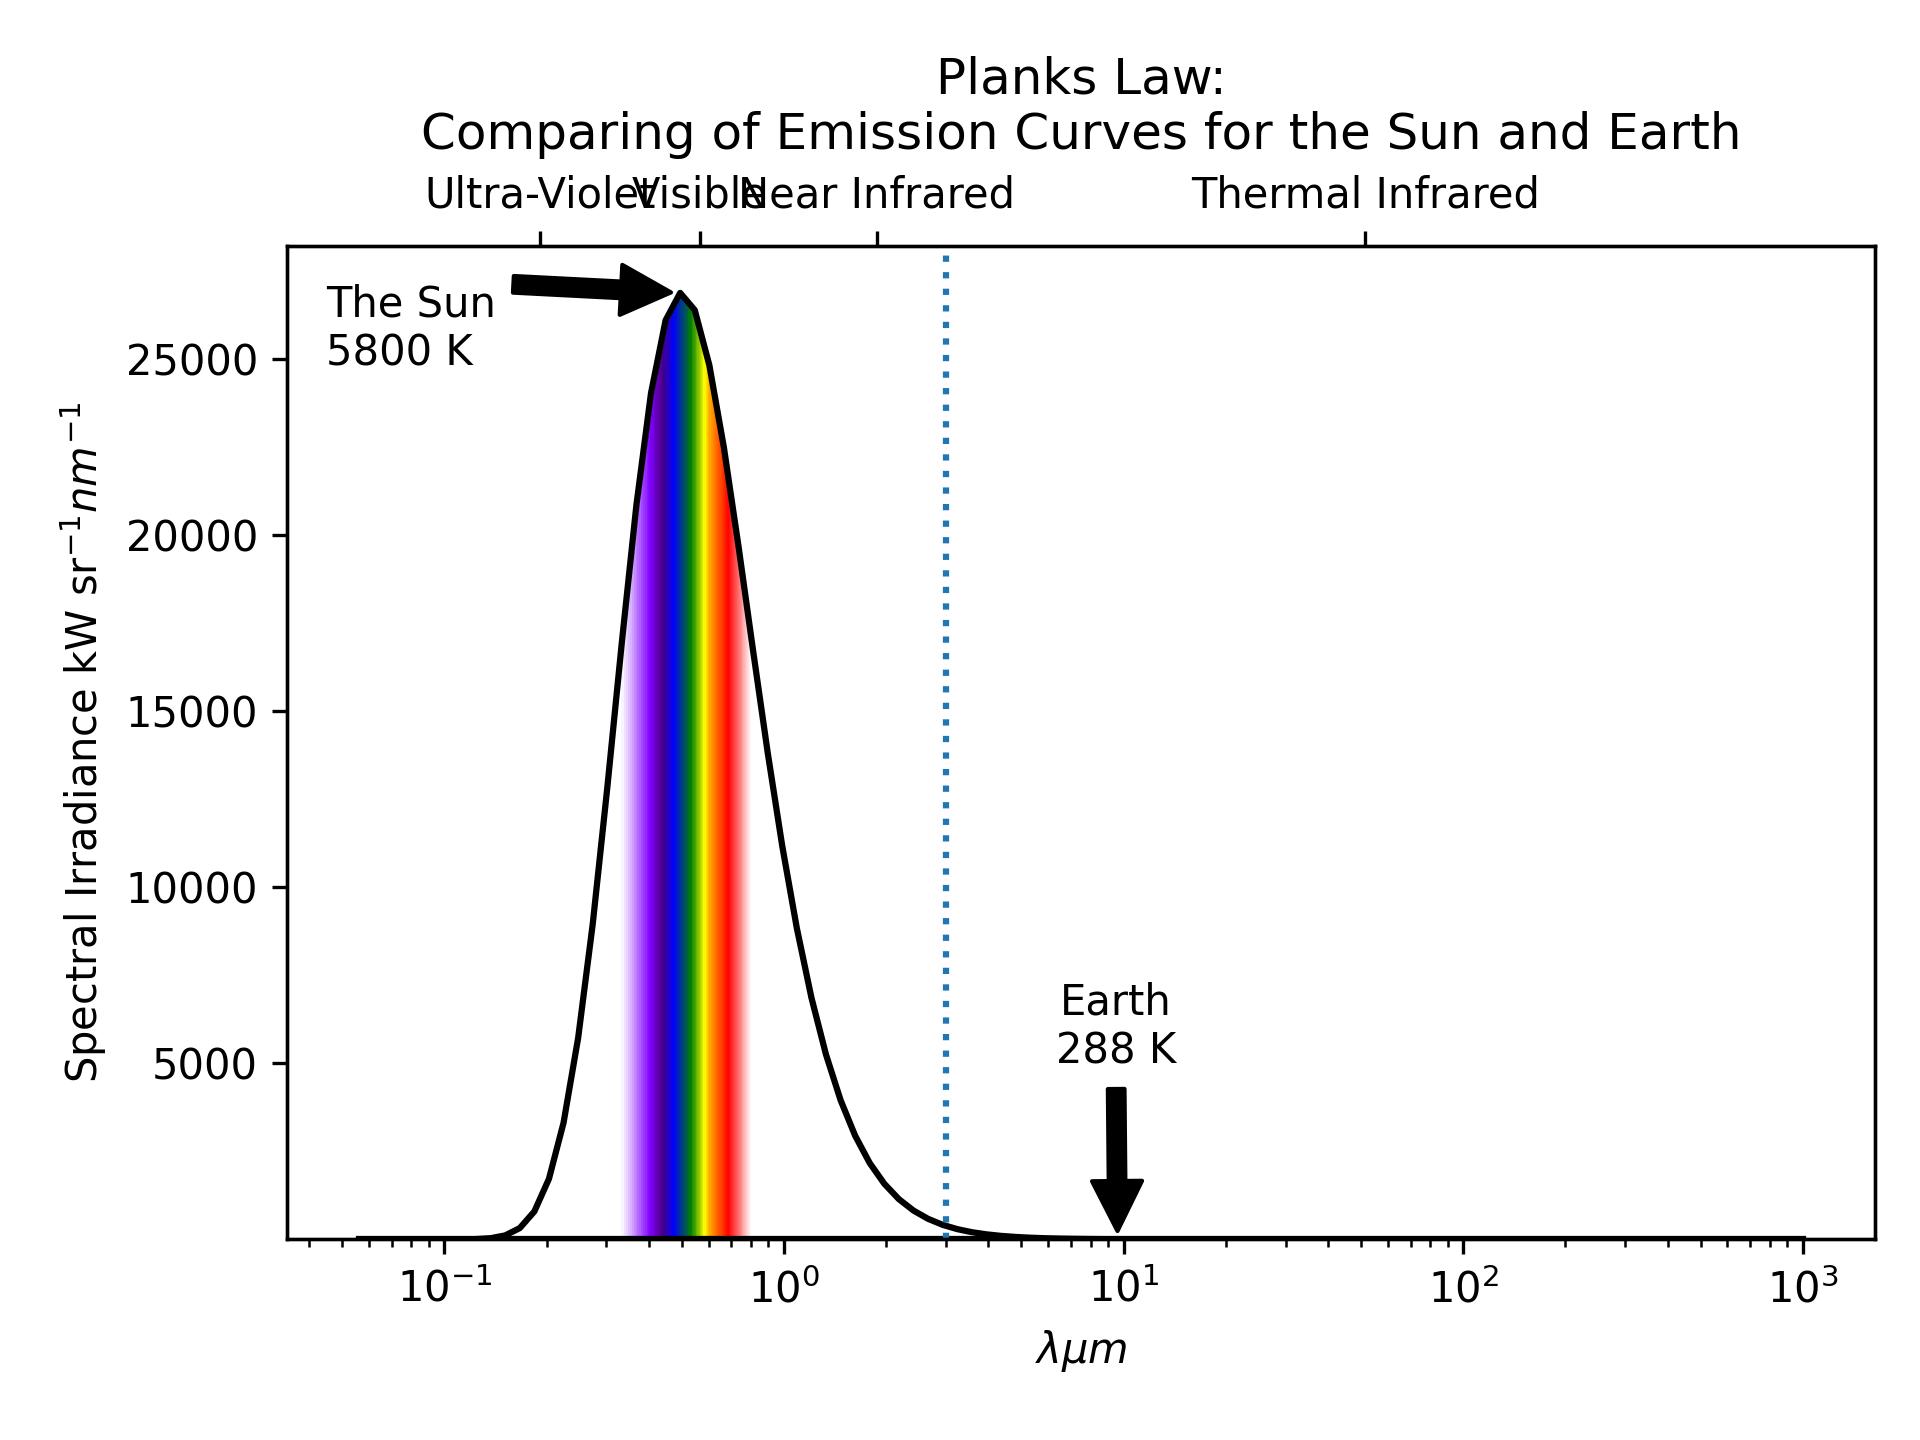 Planks Law:
Comparing of Emission Curves for the Sun and Earth
Ultra-Violet Visible Near Infrared Thermal Infrared
The Sun
5800 K
25000
20000
15000
10000
5000
Spectral Irradiance kW sr⁻¹nm⁻¹
Earth
288 K
10⁻¹ 10⁰ 10¹ 10² 10³
λμm